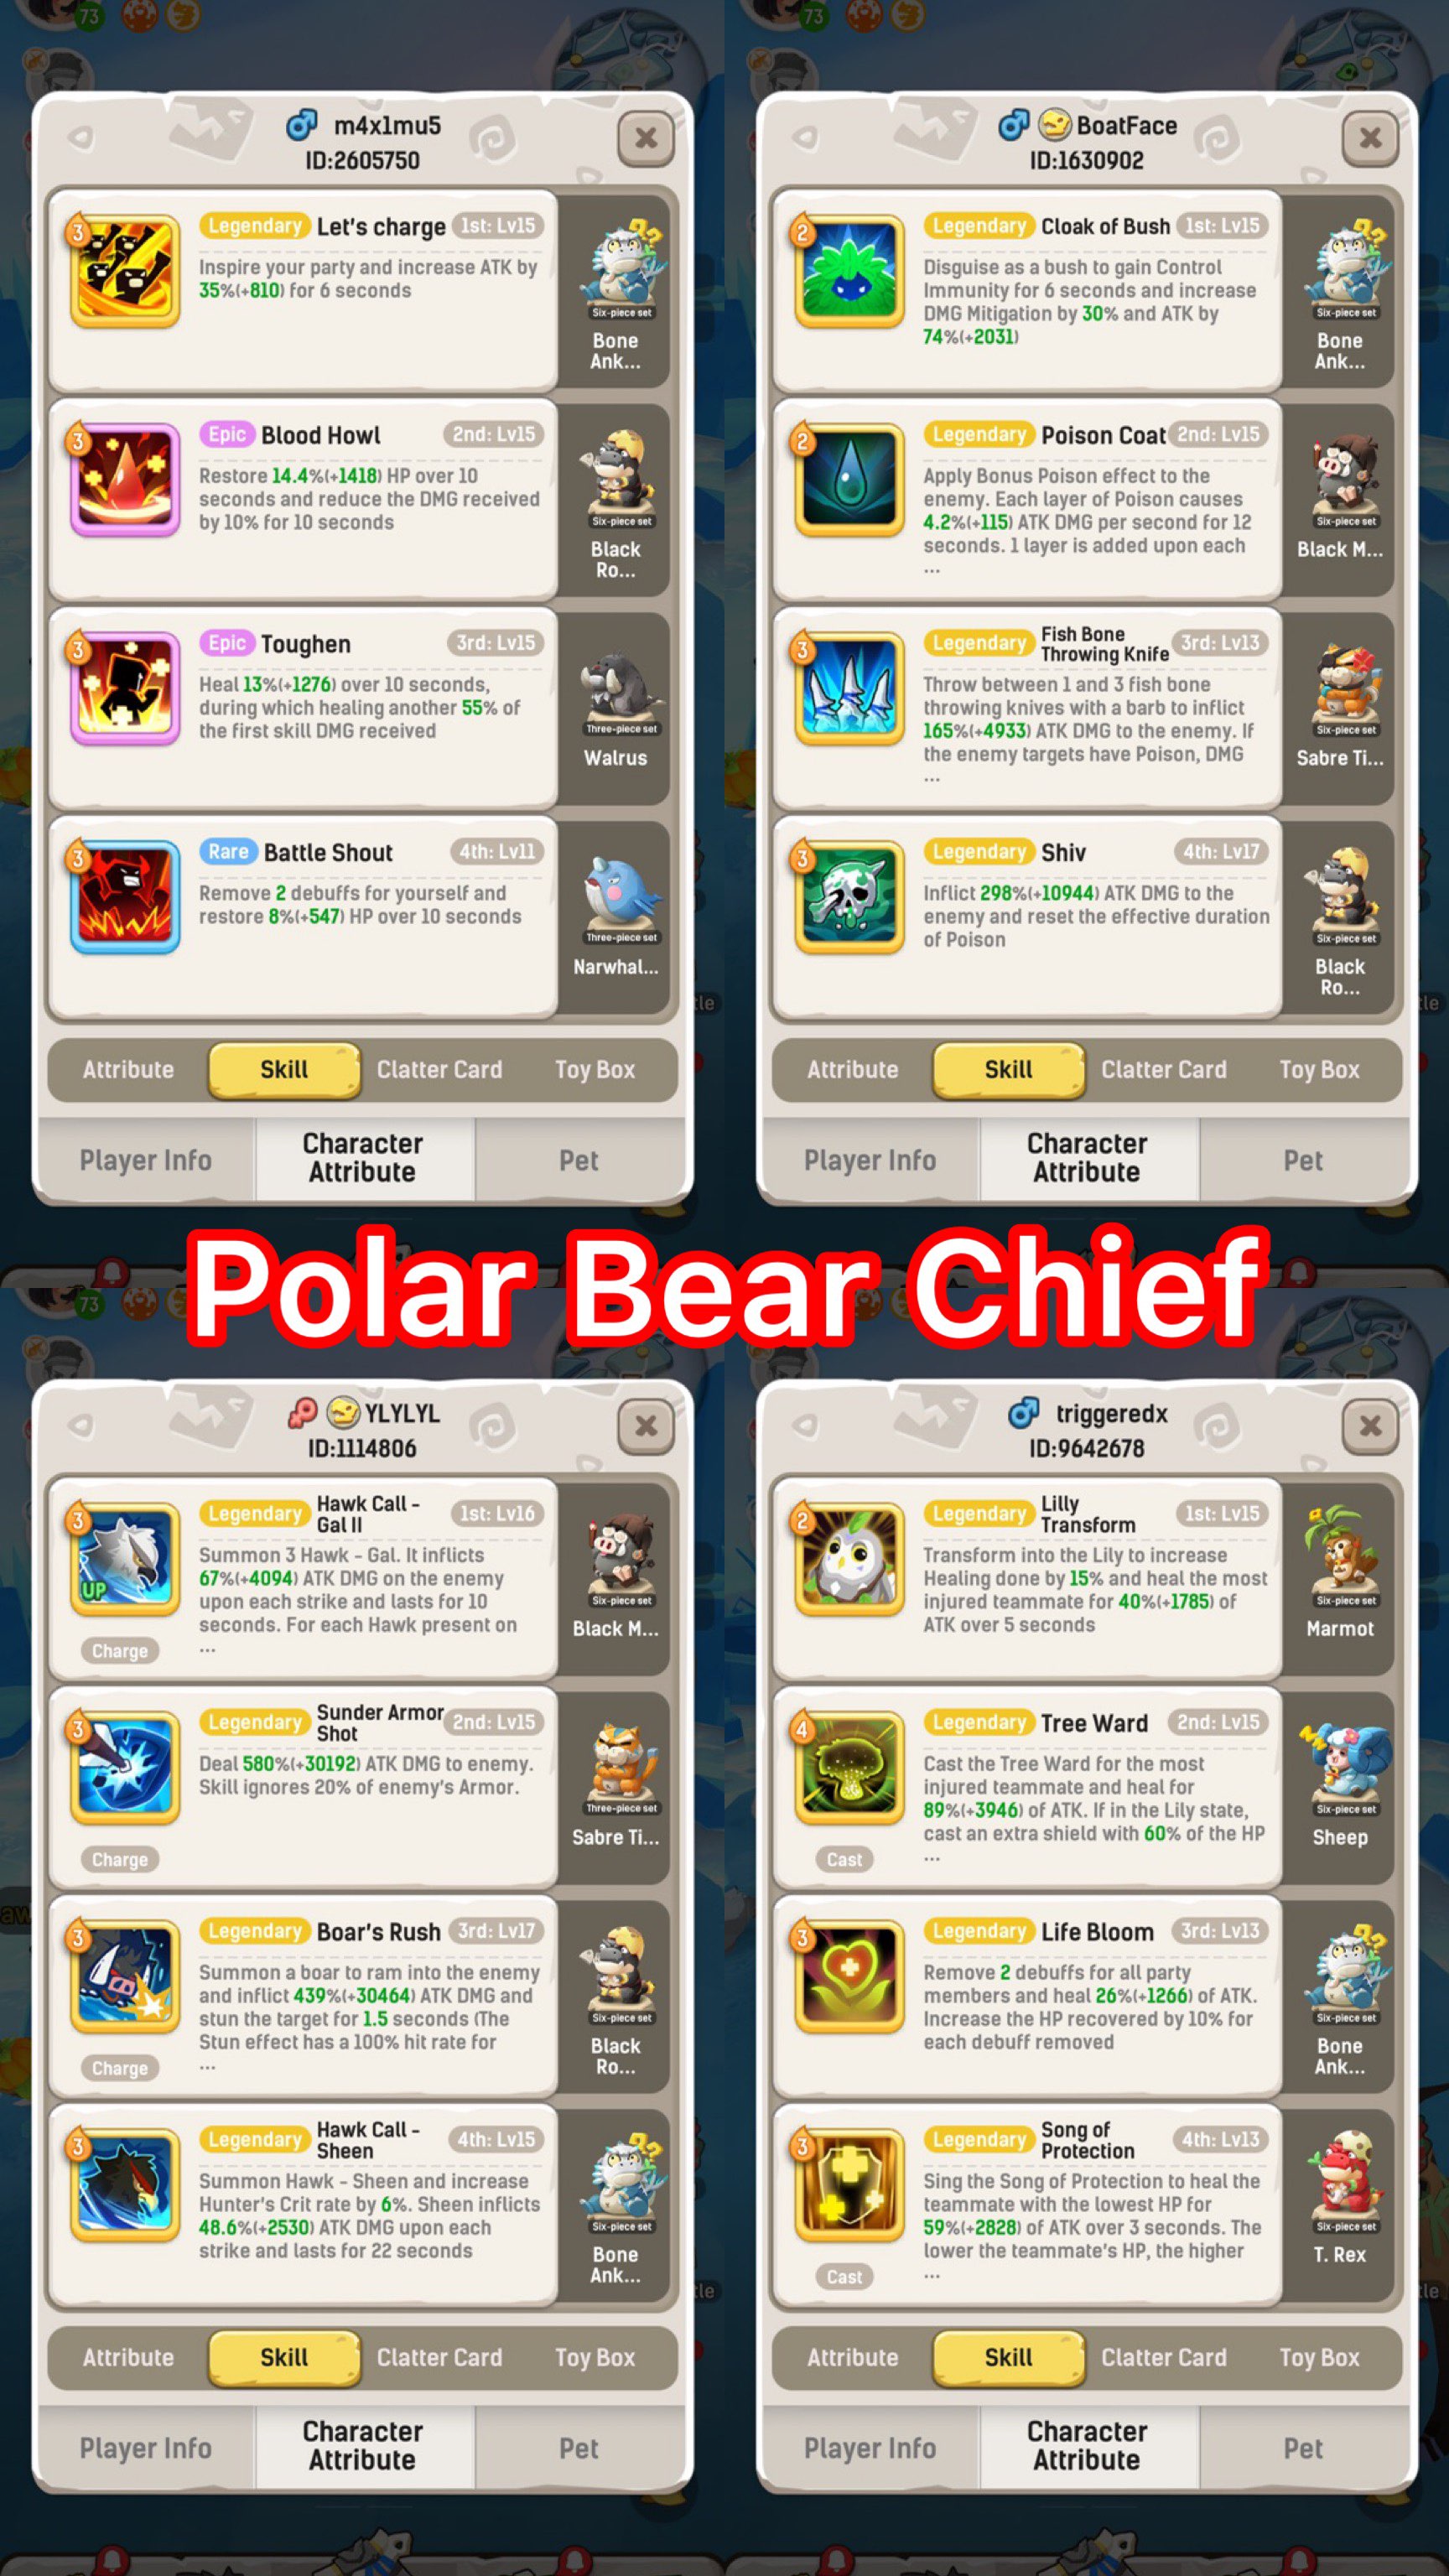 73
m4x1mu5
ID:2605750
3
Legendary Let's charge 1st: Lv15
Inspire your party and increase ATK by
35%(+810) for 6 seconds
Six-piece set
Bone
Ank...
3
Epic Blood Howl 2nd: Lv15
Restore 14.4%(+1418) HP over 10
seconds and reduce the DMG received
by 10% for 10 seconds
Six-piece set
Black
Ro...
3
Epic Toughen 3rd: Lv15
Heal 13%(+1276) over 10 seconds,
during which healing another 55% of
the first skill DMG received
Three-piece set
Walrus
3
Rare Battle Shout 4th: Lv11
Remove 2 debuffs for yourself and
restore 8%(+547) HP over 10 seconds
Three-piece set
Narwhal...
tle
Attribute Skill Clatter Card Toy Box
Player Info Character Attribute Pet
73
BoatFace
ID:1630902
2
Legendary Cloak of Bush 1st: Lv15
Disguise as a bush to gain Control
Immunity for 6 seconds and increase
DMG Mitigation by 30% and ATK by
74%(+2031)
Six-piece set
Bone
Ank...
2
Legendary Poison Coat 2nd: Lv15
Apply Bonus Poison effect to the
enemy. Each layer of Poison causes
4.2%(+115) ATK DMG per second for 12
seconds. 1 layer is added upon each
...
Six-piece set
Black M...
3
Legendary Fish Bone Throwing Knife 3rd: Lv13
Throw between 1 and 3 fish bone
throwing knives with a barb to inflict
165%(+4933) ATK DMG to the enemy. If
the enemy targets have Poison, DMG
...
Six-piece set
Sabre Ti...
3
Legendary Shiv 4th: Lv17
Inflict 298%(+10944) ATK DMG to the
enemy and reset the effective duration
of Poison
Six-piece set
Black
Ro...
tle
Attribute Skill Clatter Card Toy Box
Player Info Character Attribute Pet
Polar Bear Chief
73
YLYLYL
ID:1114806
3
UP
Legendary Hawk Call - Gal II 1st: Lv16
Summon 3 Hawk - Gal. It inflicts
67%(+4094) ATK DMG on the enemy
upon each strike and lasts for 10
seconds. For each Hawk present on
...
Charge
Six-piece set
Black M...
3
Legendary Sunder Armor Shot 2nd: Lv15
Deal 580%(+30192) ATK DMG to enemy.
Skill ignores 20% of enemy's Armor.
Charge
Three-piece set
Sabre Ti...
3
Legendary Boar's Rush 3rd: Lv17
Summon a boar to ram into the enemy
and inflict 439%(+30464) ATK DMG and
stun the target for 1.5 seconds (The
Stun effect has a 100% hit rate for
...
Charge
Six-piece set
Black
Ro...
3
Legendary Hawk Call - Sheen 4th: Lv15
Summon Hawk - Sheen and increase
Hunter's Crit rate by 6%. Sheen inflicts
48.6%(+2530) ATK DMG upon each
strike and lasts for 22 seconds
Six-piece set
Bone
Ank...
tle
Attribute Skill Clatter Card Toy Box
Player Info Character Attribute Pet
triggeredx
ID:9642678
2
Legendary Lilly Transform 1st: Lv15
Transform into the Lily to increase
Healing done by 15% and heal the most
injured teammate for 40%(+1785) of
ATK over 5 seconds
Six-piece set
Marmot
4
Legendary Tree Ward 2nd: Lv15
Cast the Tree Ward for the most
injured teammate and heal for
89%(+3946) of ATK. If in the Lily state,
cast an extra shield with 60% of the HP
...
Cast
Six-piece set
Sheep
3
Legendary Life Bloom 3rd: Lv13
Remove 2 debuffs for all party
members and heal 26%(+1266) of ATK.
Increase the HP recovered by 10% for
each debuff removed
Six-piece set
Bone
Ank...
3
Legendary Song of Protection 4th: Lv13
Sing the Song of Protection to heal the
teammate with the lowest HP for
59%(+2828) of ATK over 3 seconds. The
lower the teammate's HP, the higher
...
Cast
Six-piece set
T. Rex
tle
Attribute Skill Clatter Card Toy Box
Player Info Character Attribute Pet